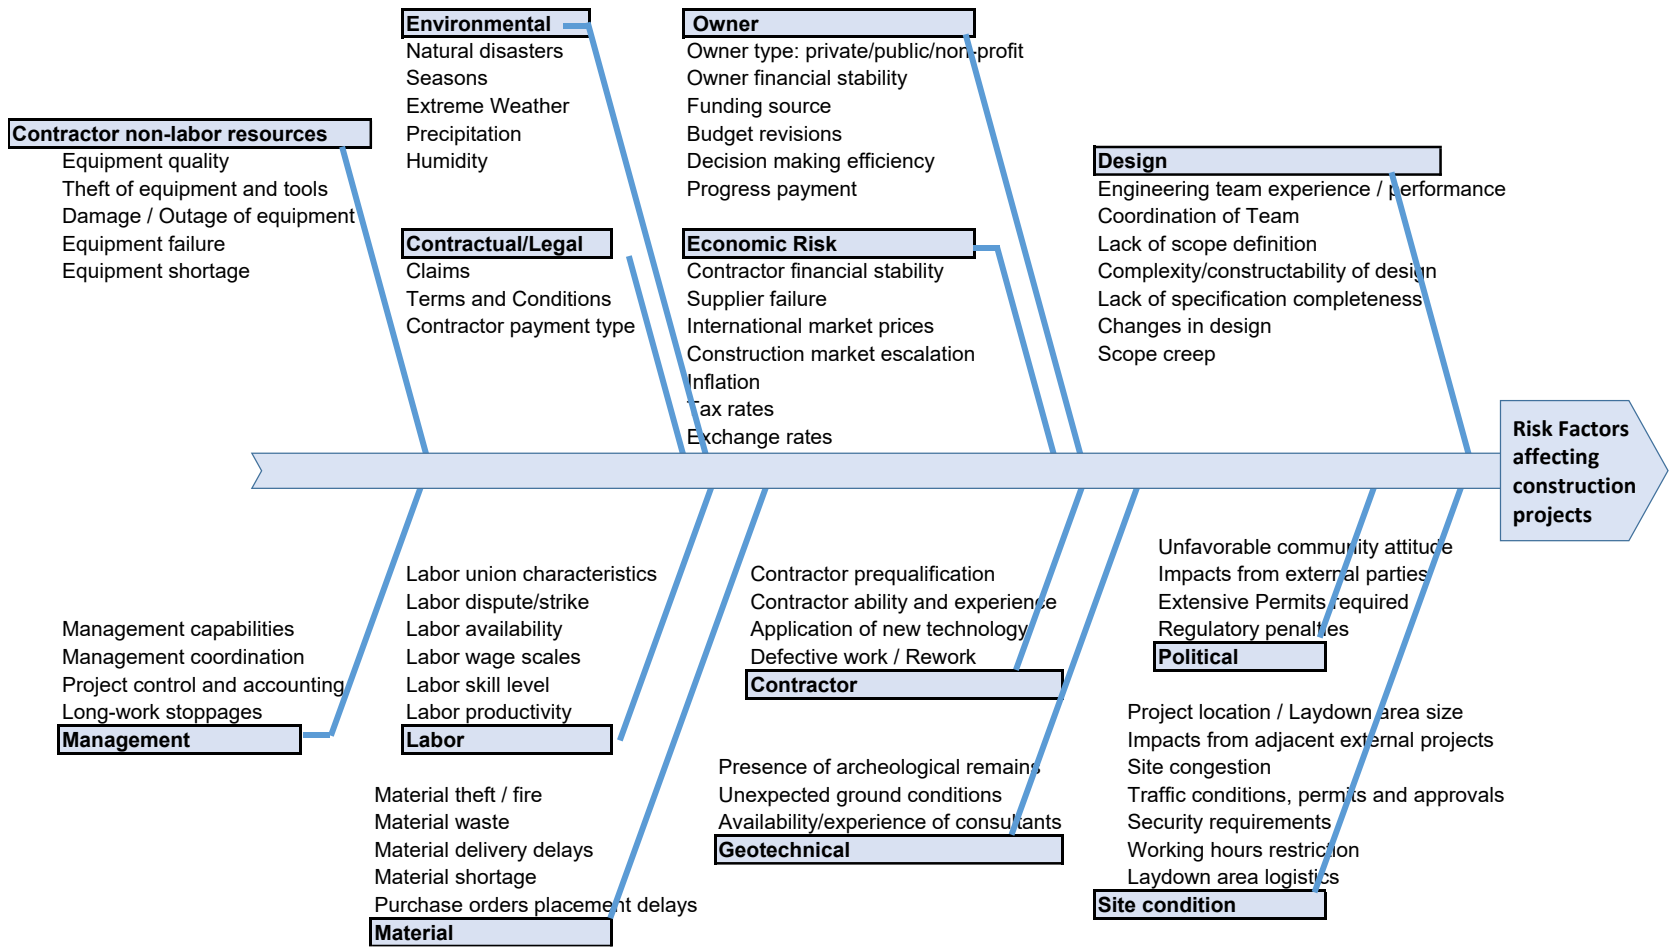 Environmental
Natural disasters
Seasons
Extreme Weather
Precipitation
Humidity
Owner
Owner type: private/public/non-profit
Owner financial stability
Funding source
Budget revisions
Decision making efficiency
Progress payment
Contractor non-labor resources
Equipment quality
Theft of equipment and tools
Damage / Outage of equipment
Equipment failure
Equipment shortage
Contractual/Legal
Claims
Terms and Conditions
Contractor payment type
Economic Risk
Contractor financial stability
Supplier failure
International market prices
Construction market escalation
Inflation
Tax rates
Exchange rates
Design
Engineering team experience / performance
Coordination of Team
Lack of scope definition
Complexity/constructability of design
Lack of specification completeness
Changes in design
Scope creep
Risk Factors
affecting
construction
projects
Management capabilities
Management coordination
Project control and accounting
Long-work stoppages
Management
Labor union characteristics
Labor dispute/strike
Labor availability
Labor wage scales
Labor skill level
Labor productivity
Labor
Material theft / fire
Material waste
Material delivery delays
Material shortage
Purchase orders placement delays
Material
Contractor prequalification
Contractor ability and experience
Application of new technology
Defective work / Rework
Contractor
Presence of archeological remains
Unexpected ground conditions
Availability/experience of consultants
Geotechnical
Unfavorable community attitude
Impacts from external parties
Extensive Permits required
Regulatory penalties
Political
Project location / Laydown area size
Impacts from adjacent external projects
Site congestion
Traffic conditions, permits and approvals
Security requirements
Working hours restriction
Laydown area logistics
Site condition